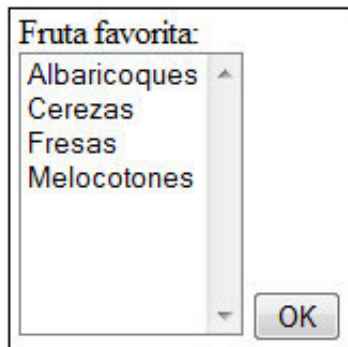 Fruta favorita:
Albaricoques
Cerezas
Fresas
Melocotones
OK